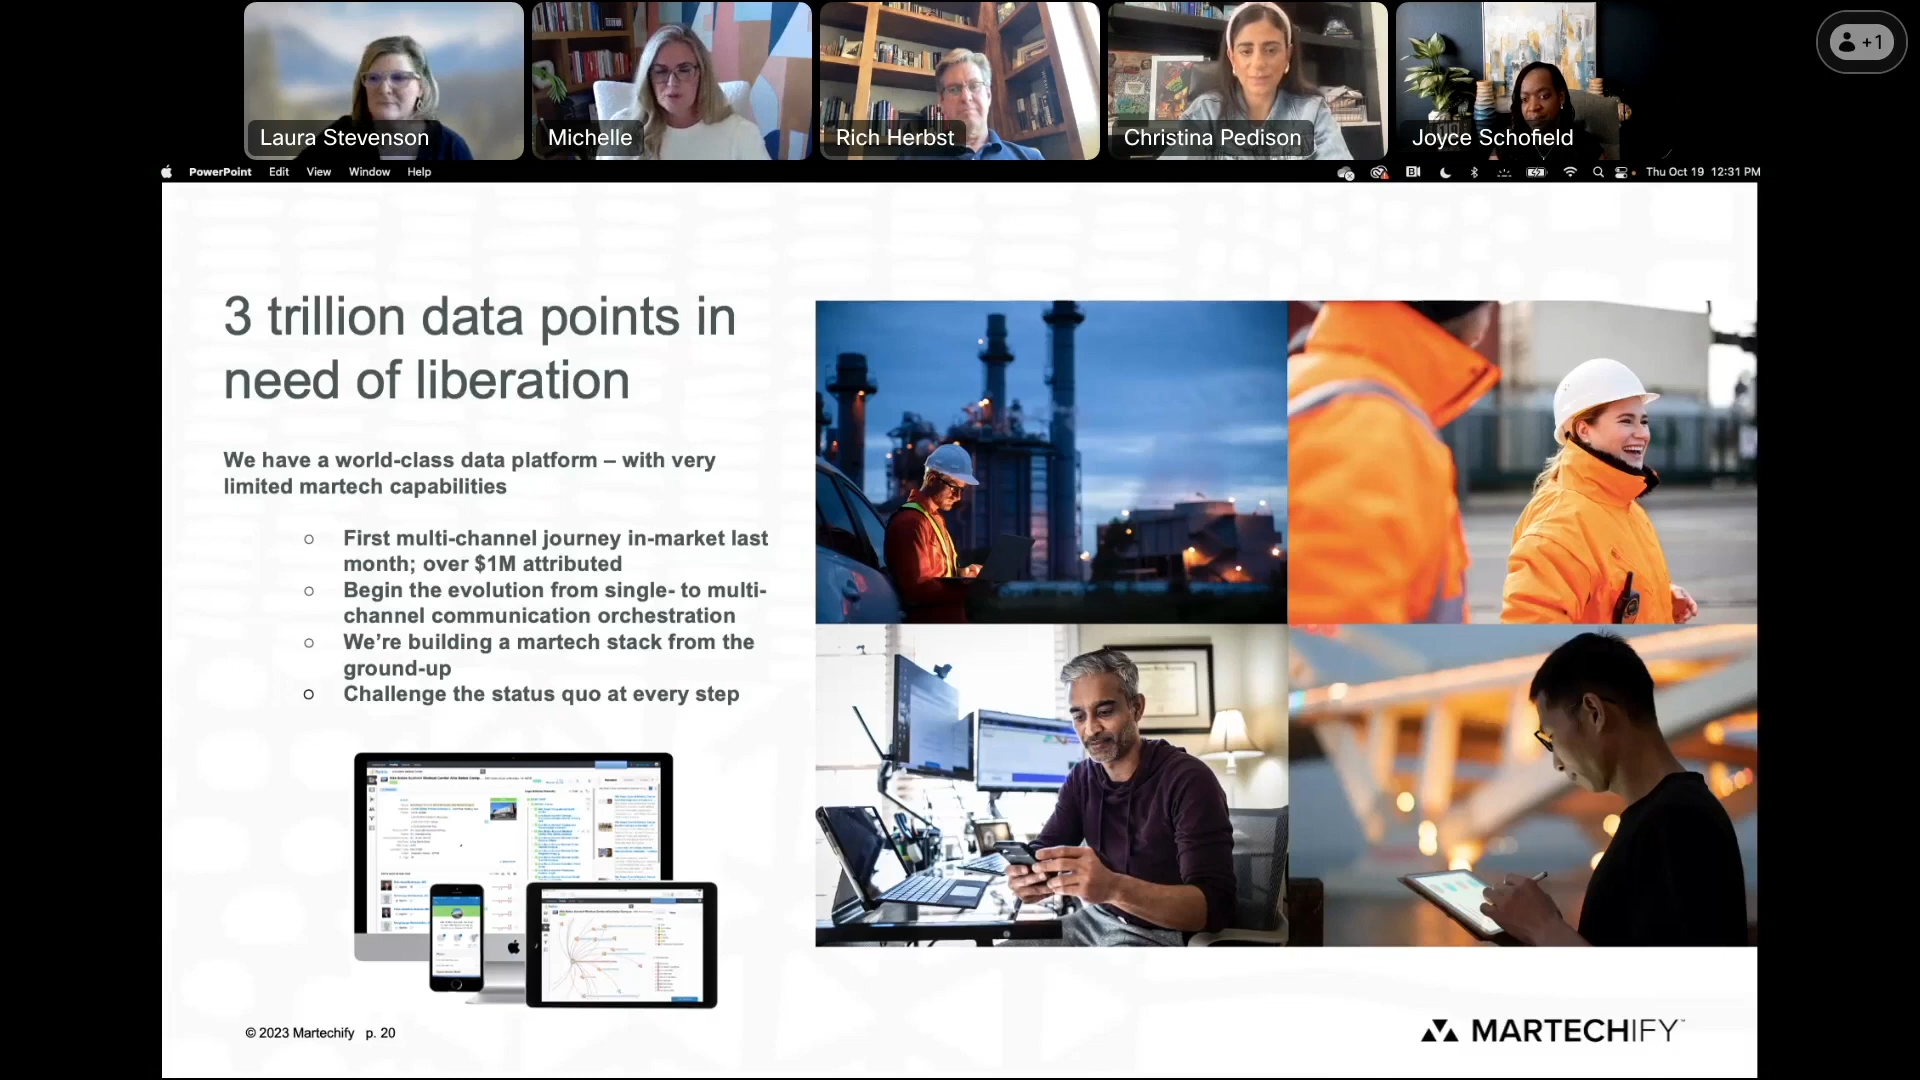 Laura Stevenson
Michelle
Rich Herbst
Christina Pedison
Joyce Schofield
+1
PowerPoint Edit View Window Help
Thu Oct 19 12:31 PM
3 trillion data points in
need of liberation
We have a world-class data platform – with very
limited martech capabilities
○ First multi-channel journey in-market last
month; over $1M attributed
○ Begin the evolution from single- to multi-
channel communication orchestration
○ We’re building a martech stack from the
ground-up
○ Challenge the status quo at every step
© 2023 Martechify p. 20
MARTECHIFY™